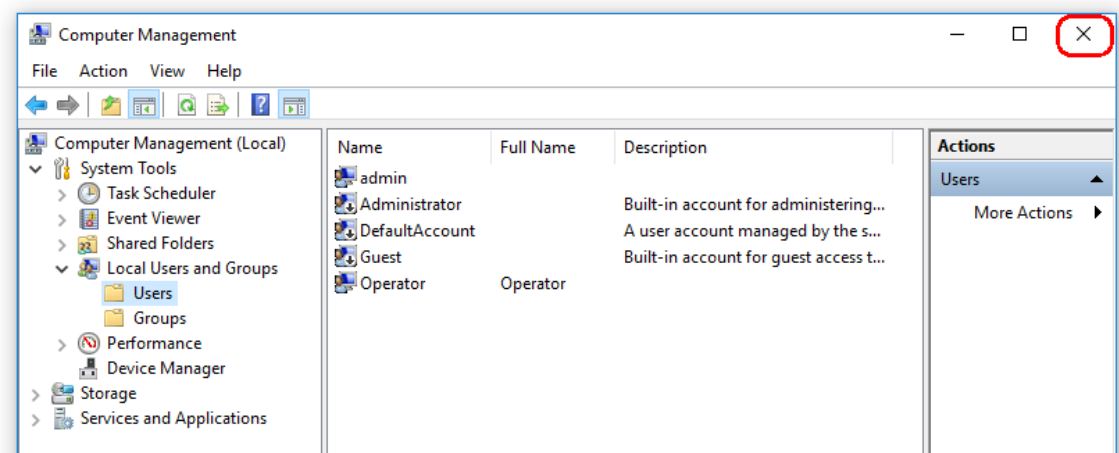 Computer Management
File Action View Help
Computer Management (Local)
System Tools
Task Scheduler
Event Viewer
Shared Folders
Local Users and Groups
Users
Groups
Performance
Device Manager
Storage
Services and Applications
Name Full Name Description
admin
Administrator Built-in account for administering...
DefaultAccount A user account managed by the s...
Guest Built-in account for guest access t...
Operator Operator
Actions
Users
More Actions